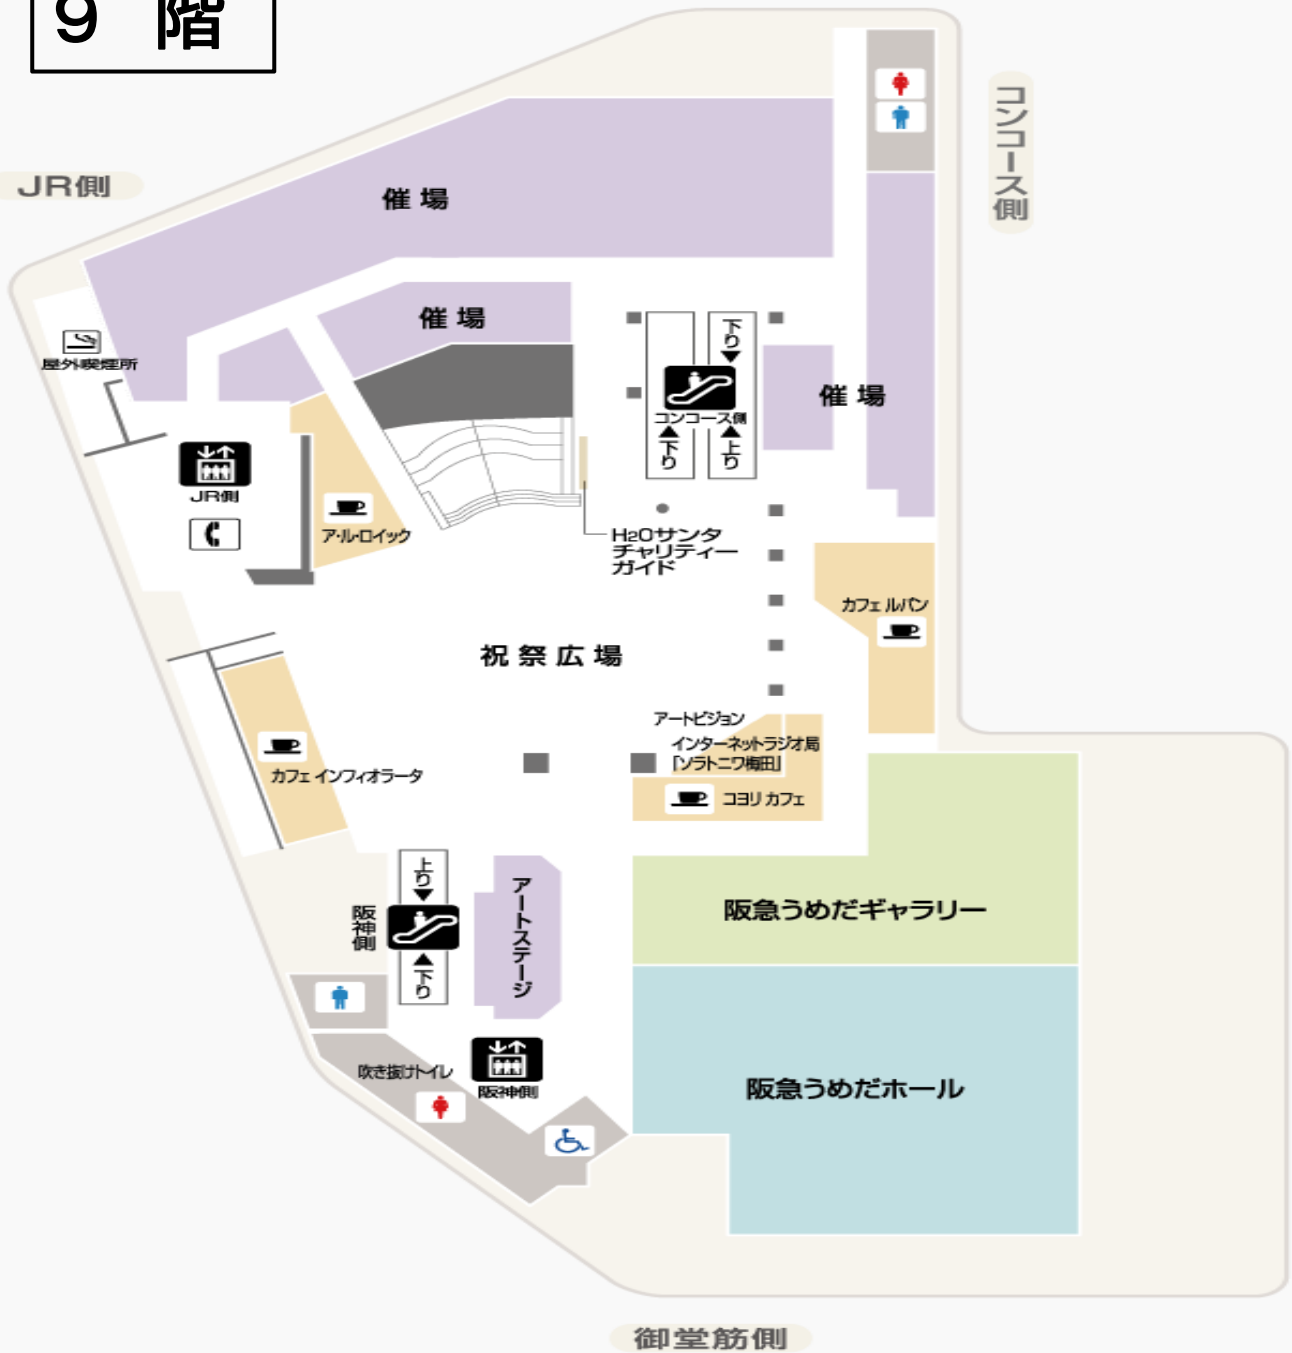 9 階
コンコース側
JR側
催場
催場
屋外喫煙所
下り
催場
コンコース側
下り
上り
JR側
ア・ル・ロイック
H2Oサンタ
チャリティー
ガイド
カフェ ルパン
祝祭広場
アートビジョン
インターネットラジオ局
「ソラトニワ梅田」
コヨリ カフェ
カフェ インフィオラータ
上り
阪神側
下り
アートステージ
阪急うめだギャラリー
吹き抜けトイレ
阪神側
阪急うめだホール
御堂筋側